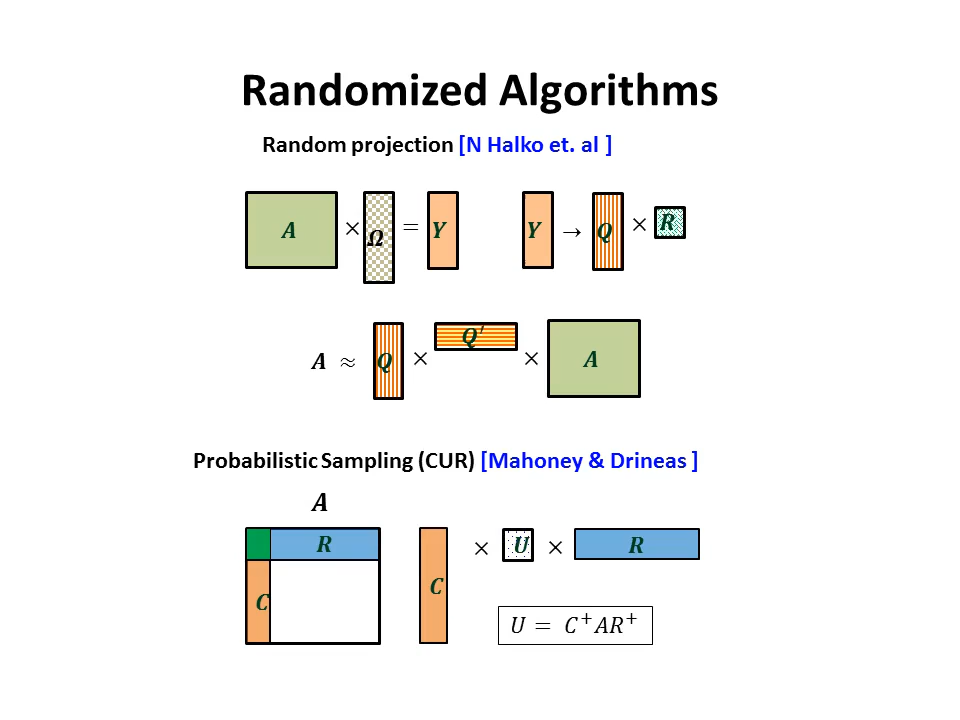 Randomized Algorithms
Random projection [N Halko et. al ]
A × Ω = Y Y → Q × R
A ≈ Q × Q′ × A
Probabilistic Sampling (CUR) [Mahoney & Drineas ]
A
R
C
C × U × R
U = C⁺AR⁺